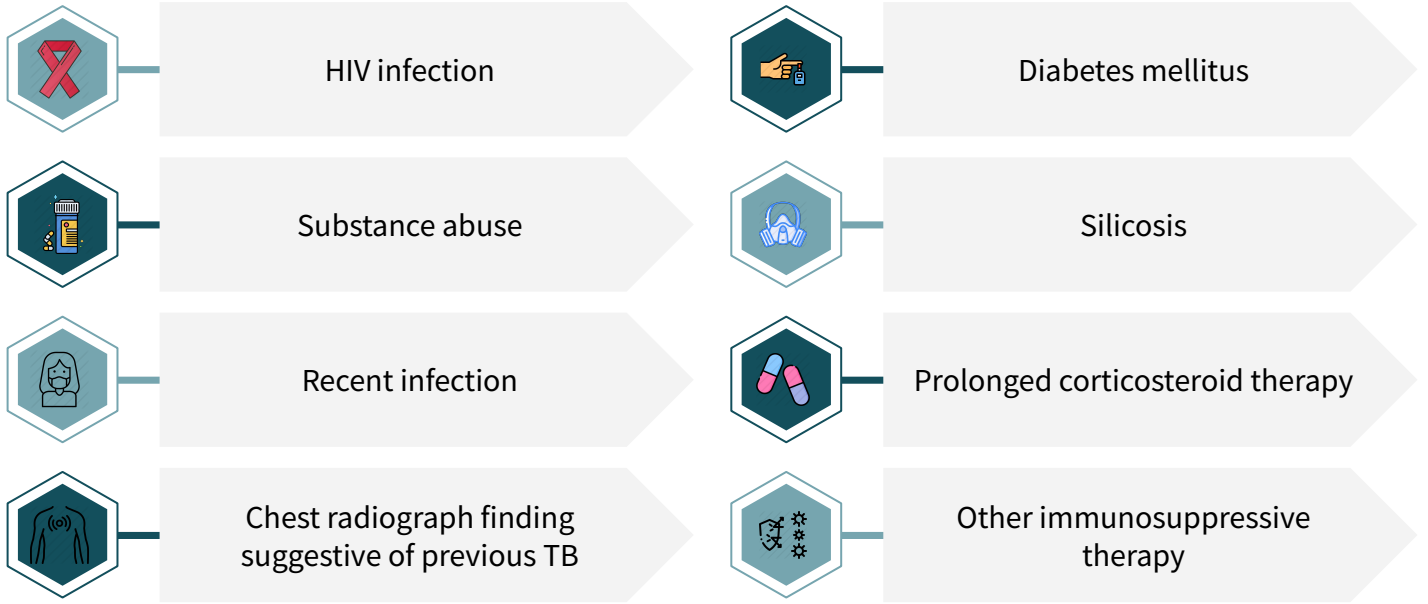 HIV infection
Diabetes mellitus
Substance abuse
Silicosis
Recent infection
Prolonged corticosteroid therapy
Chest radiograph finding
suggestive of previous TB
Other immunosuppressive
therapy